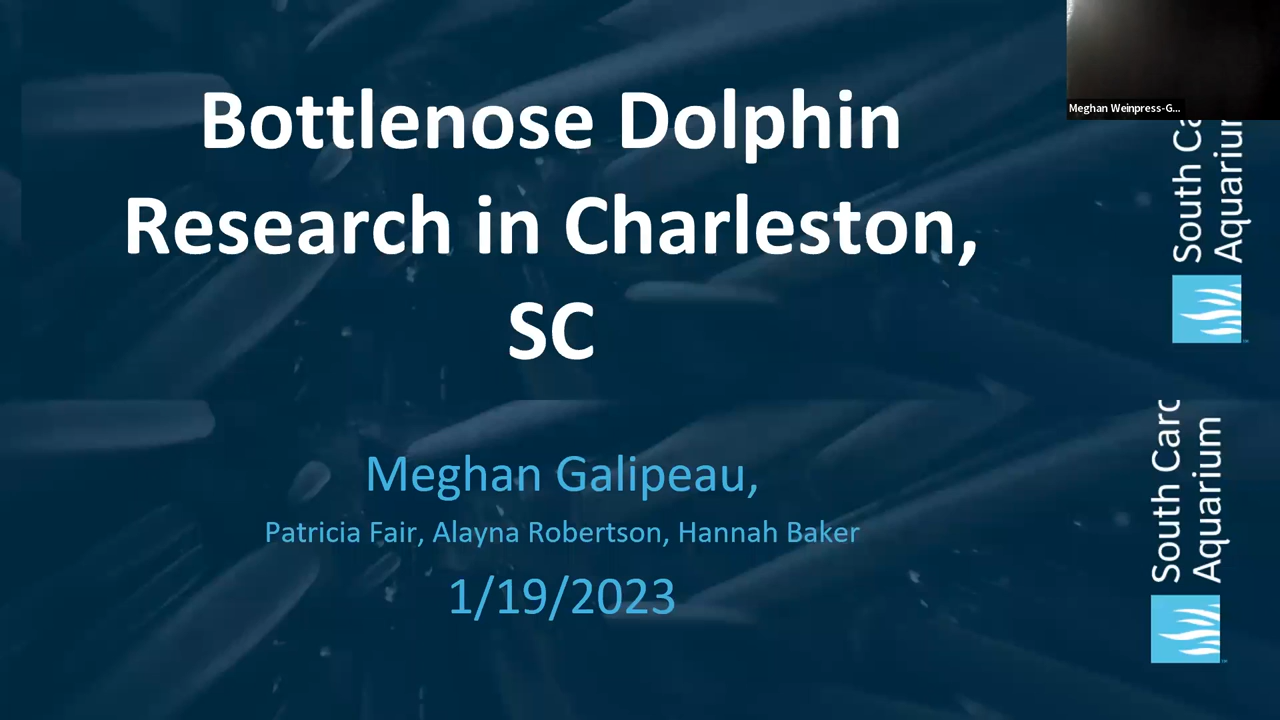 Bottlenose Dolphin
Research in Charleston,
SC
Meghan Galipeau,
Patricia Fair, Alayna Robertson, Hannah Baker
1/19/2023
Meghan Weinpress-G...
South Ca
Aquarium
South Carc
Aquarium